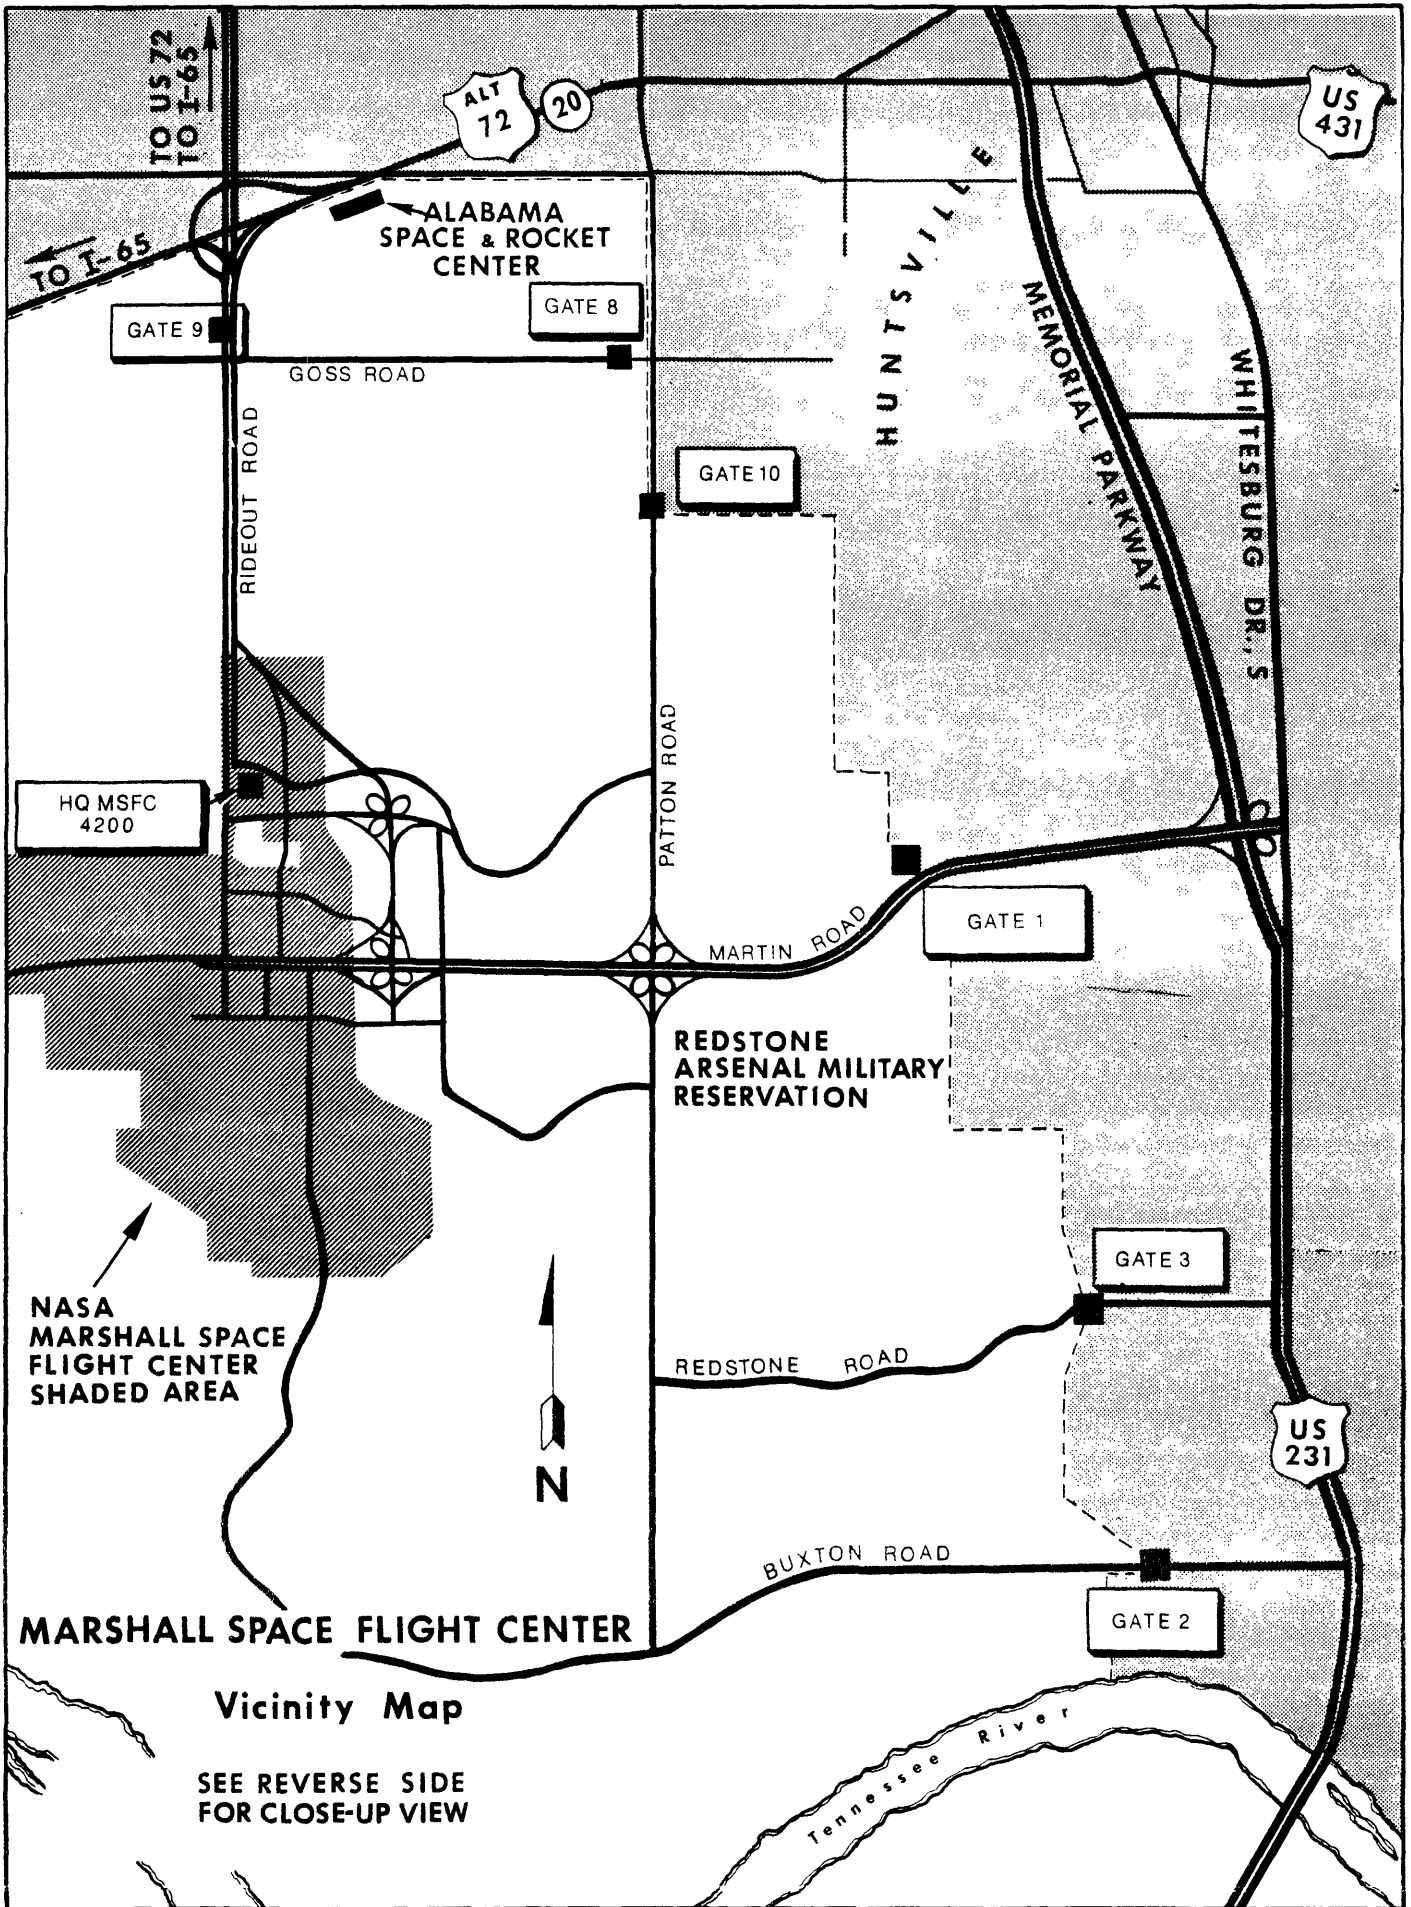 TO US 72
TO I-65
ALT
72
20
US
431
ALABAMA
SPACE & ROCKET
CENTER
TO I-65
HUNTSVILLE
GATE 9
GATE 8
GOSS ROAD
MEMORIAL PARKWAY
WHITESBURG DR., S
RIDEOUT ROAD
GATE 10
PATTON ROAD
HQ MSFC
4200
MARTIN ROAD
GATE 1
REDSTONE
ARSENAL MILITARY
RESERVATION
GATE 3
NASA
MARSHALL SPACE
FLIGHT CENTER
SHADED AREA
REDSTONE ROAD
US
231
N
BUXTON ROAD
GATE 2
MARSHALL SPACE FLIGHT CENTER
Vicinity Map
SEE REVERSE SIDE
FOR CLOSE-UP VIEW
Tennessee River